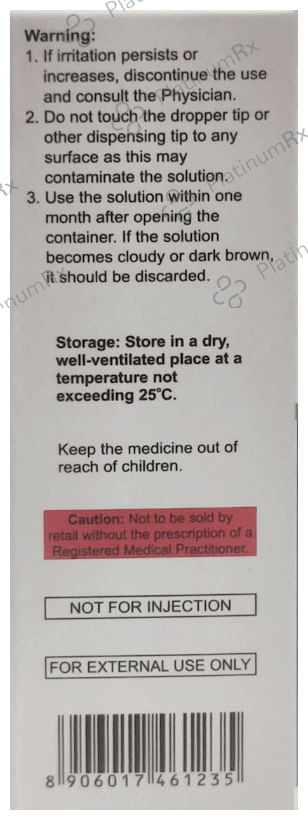 Warning:
1. If irritation persists or
increases, discontinue the use
and consult the Physician.
2. Do not touch the dropper tip or
other dispensing tip to any
surface as this may
contaminate the solution.
3. Use the solution within one
month after opening the
container. If the solution
becomes cloudy or dark brown,
it should be discarded.
Storage: Store in a dry,
well-ventilated place at a
temperature not
exceeding 25°C.
Keep the medicine out of
reach of children.
Caution: Not to be sold by
retail without the prescription of a
Registered Medical Practitioner.
NOT FOR INJECTION
FOR EXTERNAL USE ONLY
8 906017 461235
PlatinumRx
PlatinumRx